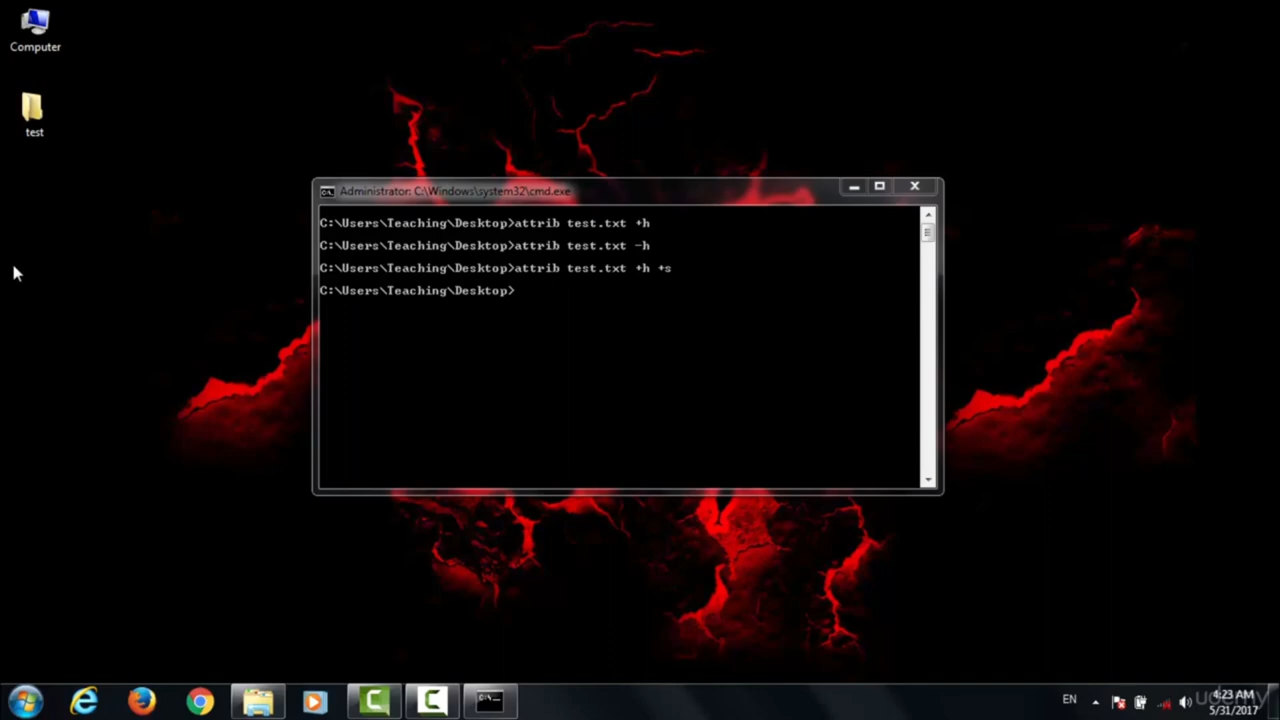 Computer
test
Administrator: C:\Windows\system32\cmd.exe
C:\Users\Teaching\Desktop>attrib test.txt +h
C:\Users\Teaching\Desktop>attrib test.txt -h
C:\Users\Teaching\Desktop>attrib test.txt +h +s
C:\Users\Teaching\Desktop>
EN
4:23 AM
5/31/2017
udemy